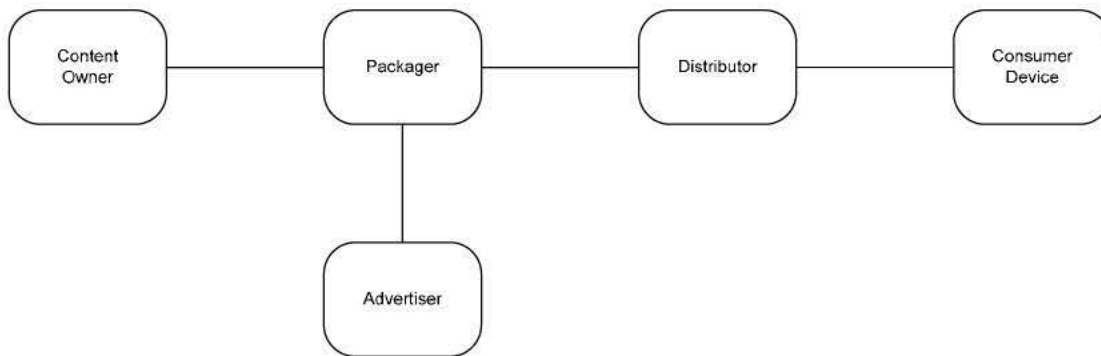 Content
Owner
Packager
Distributor
Consumer
Device
Advertiser